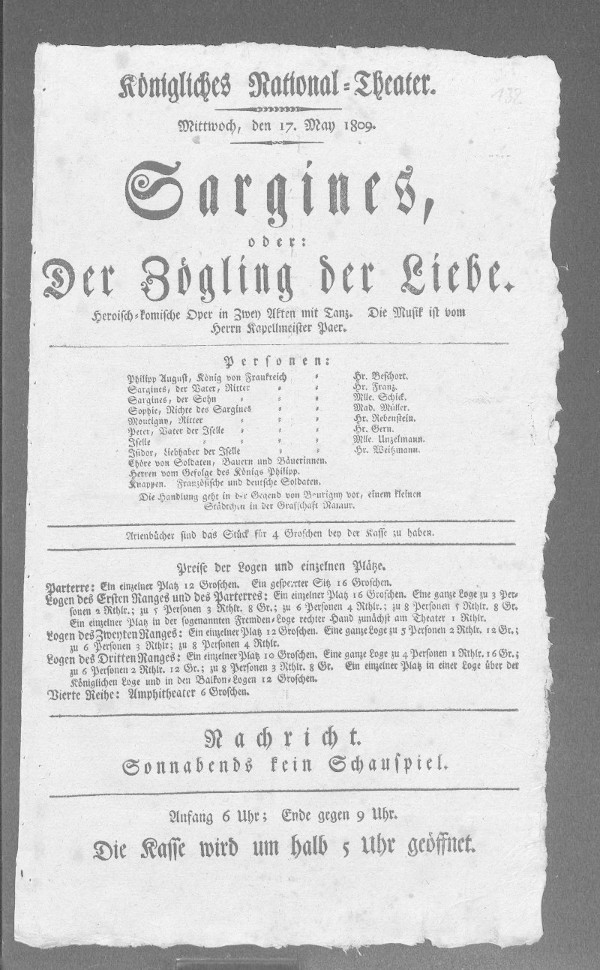 132
Königliches National-Theater.
Mittwoch, den 17. May 1809.
Sargines,
oder:
Der Zögling der Liebe.
Heroisch-komische Oper in Zwey Akten mit Tanz. Die Musik ist vom
Herrn Kapellmeister Paer.
Personen:
Philipp August, König von Frankreich " Hr. Beschort.
Sargines, der Vater, Ritter " " Hr. Franz.
Sargines, der Sohn " " " Mlle. Schick.
Sophie, Nichte des Sargines " " Mad. Müller.
Montigny, Ritter " " " Hr. Rebenstein.
Peter, Vater der Iselle " " " Hr. Gern.
Iselle " " " " Mlle. Unzelmann.
Isidor, Liebhaber der Iselle " " Hr. Weitzmann.
Chöre von Soldaten, Bauern und Bäuerinnen.
Herren vom Gefolge des Königs Philipp.
Knappen. Französische und deutsche Soldaten.
Die Handlung geht in der Gegend von vor, einem kleinen
Städtchen in der Grafschaft
Arienbücher sind das Stück für 4 Groschen bey der Kasse zu haben.
Preise der Logen und einzelnen Plätze.
Parterre: Ein einzelner Platz 12 Groschen. Ein gesperrter Sitz 16 Groschen.
Logen des Ersten Ranges und des Parterres: Ein einzelner Platz 16 Groschen. Eine ganze Loge zu 3 Per-
sonen 2 Rthlr.; zu 5 Personen 3 Rthlr. 8 Gr.; zu 6 Personen 4 Rthlr.; zu 8 Personen 5 Rthlr. 8 Gr.
Ein einzelner Platz in der sogenannten Fremden-Loge rechter Hand zunächst am Theater 1 Rthlr.
Logen des Zweyten Ranges: Ein einzelner Platz 12 Groschen. Eine ganze Loge zu 5 Personen 2 Rthlr. 12 Gr.;
zu 6 Personen 3 Rthlr; zu 8 Personen 4 Rthlr.
Logen des Dritten Ranges: Ein einzelner Platz 10 Groschen. Eine ganze Loge zu 4 Personen 1 Rthlr. 16 Gr.;
zu 6 Personen 2 Rthlr. 12 Gr.; zu 8 Personen 3 Rthlr. 8 Gr. Ein einzelner Platz in einer Loge über der
Königlichen Loge und in den Balkon-Logen 12 Groschen.
Vierte Reihe: Amphitheater 6 Groschen.
Nachricht.
Sonnabends kein Schauspiel.
Anfang 6 Uhr; Ende gegen 9 Uhr.
Die Kasse wird um halb 5 Uhr geöffnet.